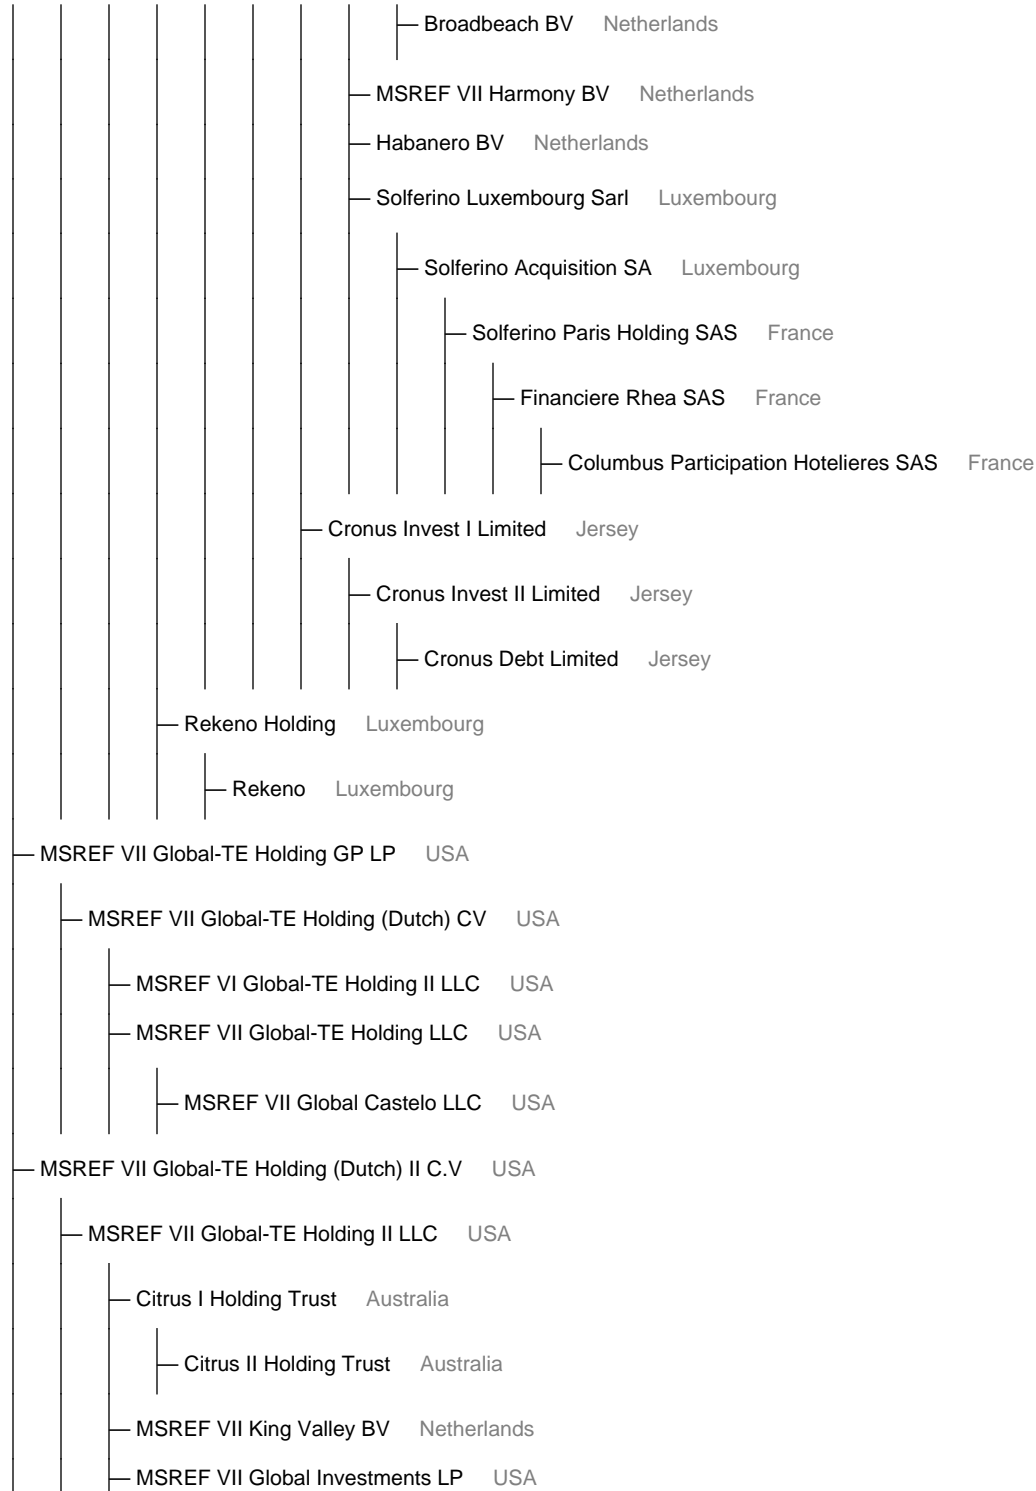 Broadbeach BV Netherlands
MSREF VII Harmony BV Netherlands
Habanero BV Netherlands
Solferino Luxembourg Sarl Luxembourg
Solferino Acquisition SA Luxembourg
Solferino Paris Holding SAS France
Financiere Rhea SAS France
Columbus Participation Hotelieres SAS France
Cronus Invest I Limited Jersey
Cronus Invest II Limited Jersey
Cronus Debt Limited Jersey
Rekeno Holding Luxembourg
Rekeno Luxembourg
MSREF VII Global-TE Holding GP LP USA
MSREF VII Global-TE Holding (Dutch) CV USA
MSREF VI Global-TE Holding II LLC USA
MSREF VII Global-TE Holding LLC USA
MSREF VII Global Castelo LLC USA
MSREF VII Global-TE Holding (Dutch) II C.V USA
MSREF VII Global-TE Holding II LLC USA
Citrus I Holding Trust Australia
Citrus II Holding Trust Australia
MSREF VII King Valley BV Netherlands
MSREF VII Global Investments LP USA